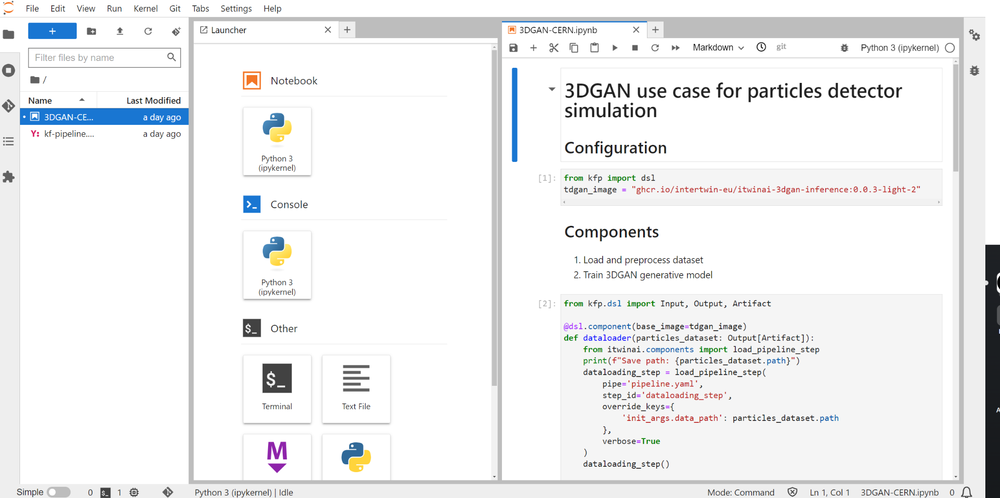 File Edit View Run Kernel Git Tabs Settings Help
+
Filter files by name
/
Name Last Modified
3DGAN-CE... a day ago
Y: kf-pipeline.... a day ago
Launcher
Notebook
Python 3
(ipykernel)
Console
Python 3
(ipykernel)
$_ Other
$_
Terminal
Text File
M
3DGAN-CERN.ipynb
Markdown git Python 3 (ipykernel)
3DGAN use case for particles detector
simulation
Configuration
[1]: from kfp import dsl
tdgan_image = "ghcr.io/intertwin-eu/itwinai-3dgan-inference:0.0.3-light-2"
Components
1. Load and preprocess dataset
2. Train 3DGAN generative model
[2]: from kfp.dsl import Input, Output, Artifact
@dsl.component(base_image=tdgan_image)
def dataloader(particles_dataset: Output[Artifact]):
from itwinai.components import load_pipeline_step
print(f"Save path: {particles_dataset.path}")
dataloading_step = load_pipeline_step(
pipe='pipeline.yaml',
step_id='dataloading_step',
override_keys={
'init_args.data_path': particles_dataset.path
},
verbose=True
)
dataloading_step()
Simple 0 $_ 1 Python 3 (ipykernel) | Idle Mode: Command Ln 1, Col 1 3DGAN-CERN.ipynb 0